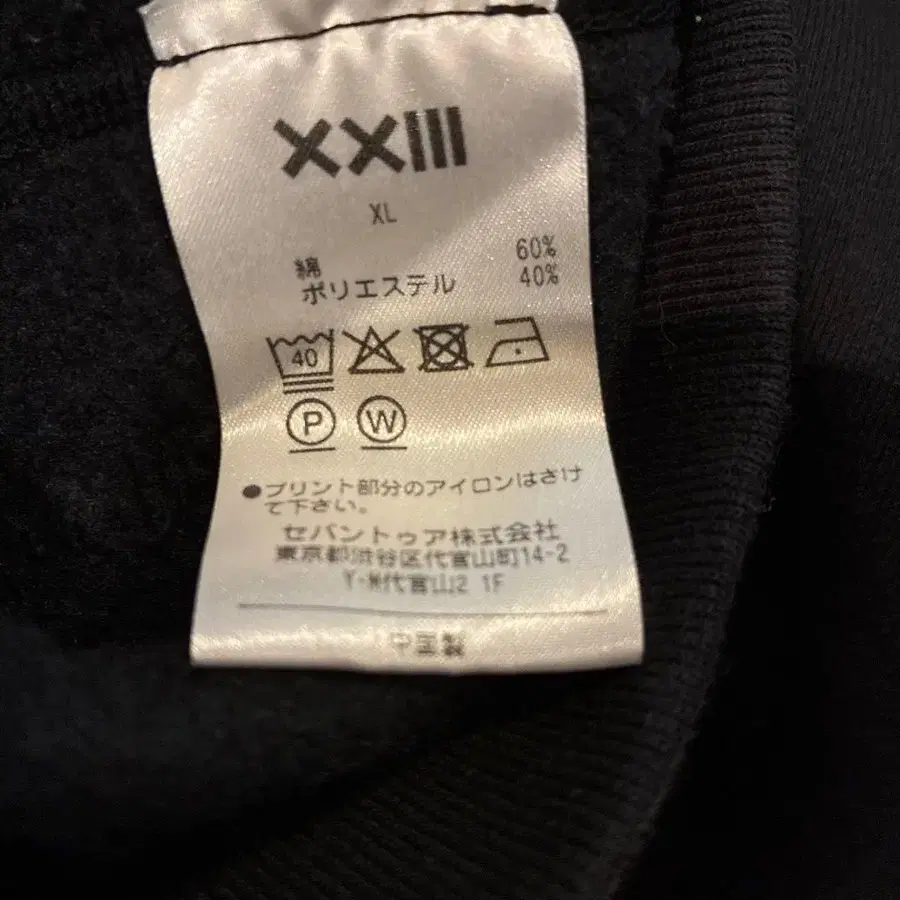 XXIII
XL
綿 60%
ポリエステル 40%
40
P W
●プリント部分のアイロンはさけ
て下さい。
セバントゥア株式会社
東京都渋谷区代官山町14-2
Y·M代官山2 1F
中国製